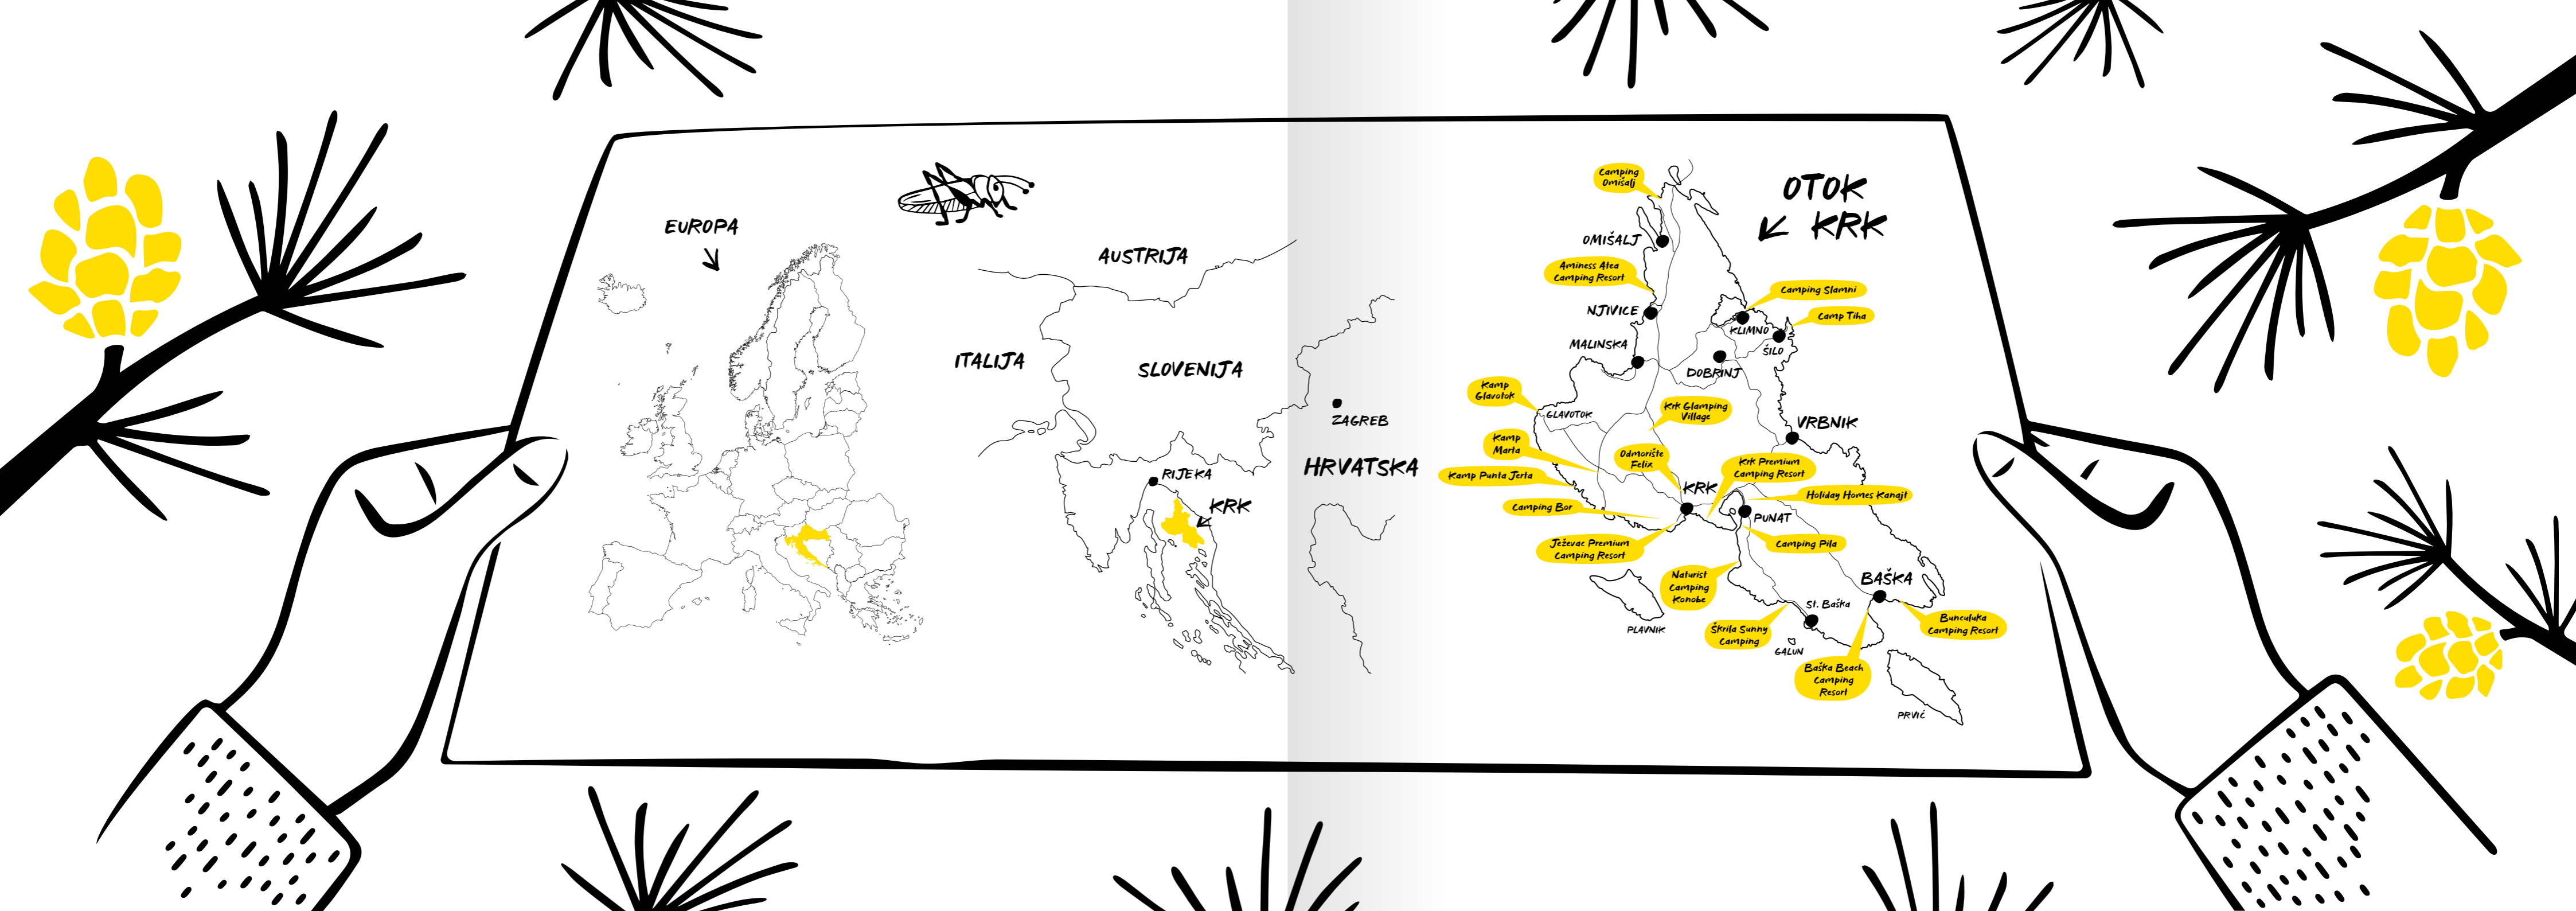 EUROPA
AUSTRIJA
ITALIJA
SLOVENIJA
ZAGREB
HRVATSKA
RIJEKA
KRK
OTOK
KRK
Camping
Omišalj
OMIŠALJ
Aminess Atea
Camping Resort
NJIVICE
Camping Slamni
Camp Tiha
KLIMNO
ŠILO
MALINSKA
DOBRINJ
Kamp
Glavotok
GLAVOTOK
Krk Glamping
Village
VRBNIK
Kamp
Marta
Odmorište
Felix
Krk Premium
Camping Resort
Kamp Punta Jerta
KRK
Holiday Homes Kanajt
Camping Bor
PUNAT
Ježevac Premium
Camping Resort
Camping Pila
Naturist
Camping
Konobe
BAŠKA
St. Baška
PLAVNIK
Škrila Sunny
Camping
Bunculuka
Camping Resort
GALUN
Baška Beach
Camping
Resort
PRVIĆ